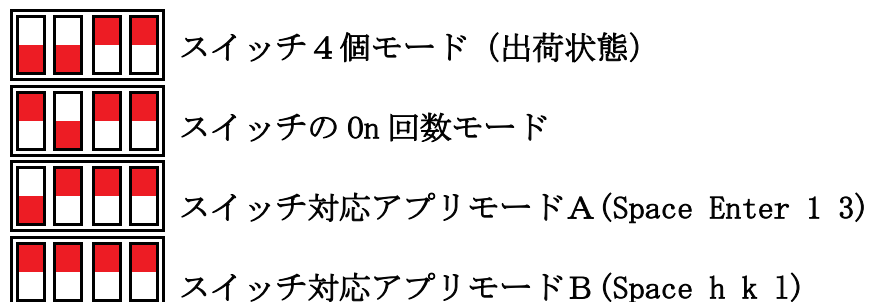 スイッチ４個モード（出荷状態）
スイッチの On 回数モード
スイッチ対応アプリモードＡ(Space Enter 1 3)
スイッチ対応アプリモードＢ(Space h k l)